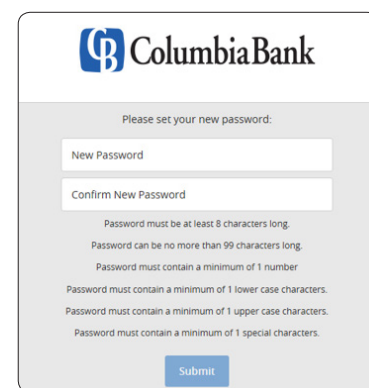 CB ColumbiaBank
Please set your new password:
New Password
Confirm New Password
Password must be at least 8 characters long.
Password can be no more than 99 characters long.
Password must contain a minimum of 1 number
Password must contain a minimum of 1 lower case characters.
Password must contain a minimum of 1 upper case characters.
Password must contain a minimum of 1 special characters.
Submit